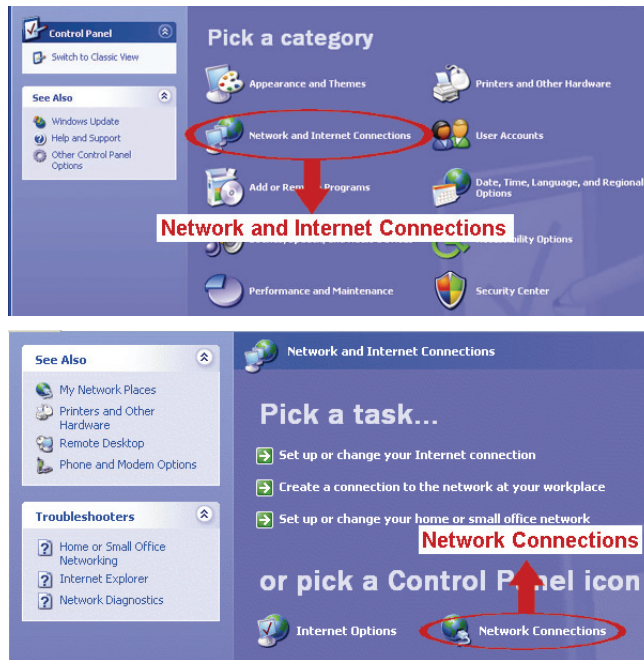 Control Panel
Switch to Classic View
See Also
Windows Update
Help and Support
Other Control Panel
Options
Pick a category
Appearance and Themes
Printers and Other Hardware
Network and Internet Connections
User Accounts
Add or Programs
Date, Time, Language, and Regional
Options
Network and Internet Connections
Options
Performance and Maintenance
Security Center
See Also
My Network Places
Printers and Other
Hardware
Remote Desktop
Phone and Modem Options
Troubleshooters
Home or Small Office
Networking
Internet Explorer
Network Diagnostics
Network and Internet Connections
Pick a task...
Set up or change your Internet connection
Create a connection to the network at your workplace
Set up or change your home or small office network
Network Connections
or pick a Control Panel icon
Internet Options
Network Connections